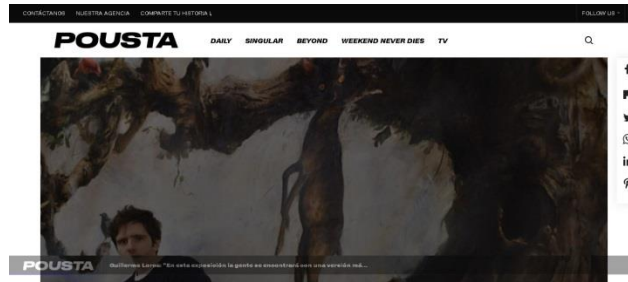 CONTÁCTANOS NUESTRA AGENCIA COMPARTE TU HISTORIA
FOLLOW US
POUSTA
DAILY SINGULAR BEYOND WEEKEND NEVER DIES TV
POUSTA Guillermo Lorca: "En esta exposición la gente se encontrará con una versión má...